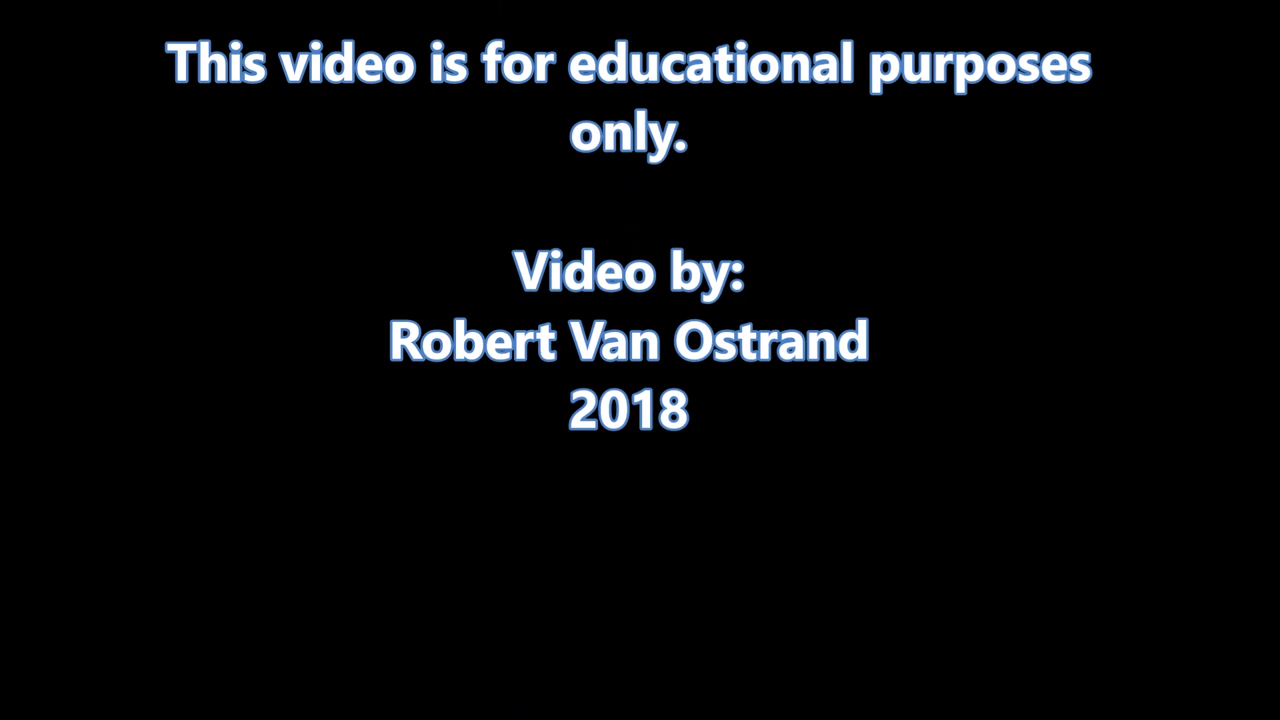 This video is for educational purposes
only.
Video by:
Robert Van Ostrand
2018